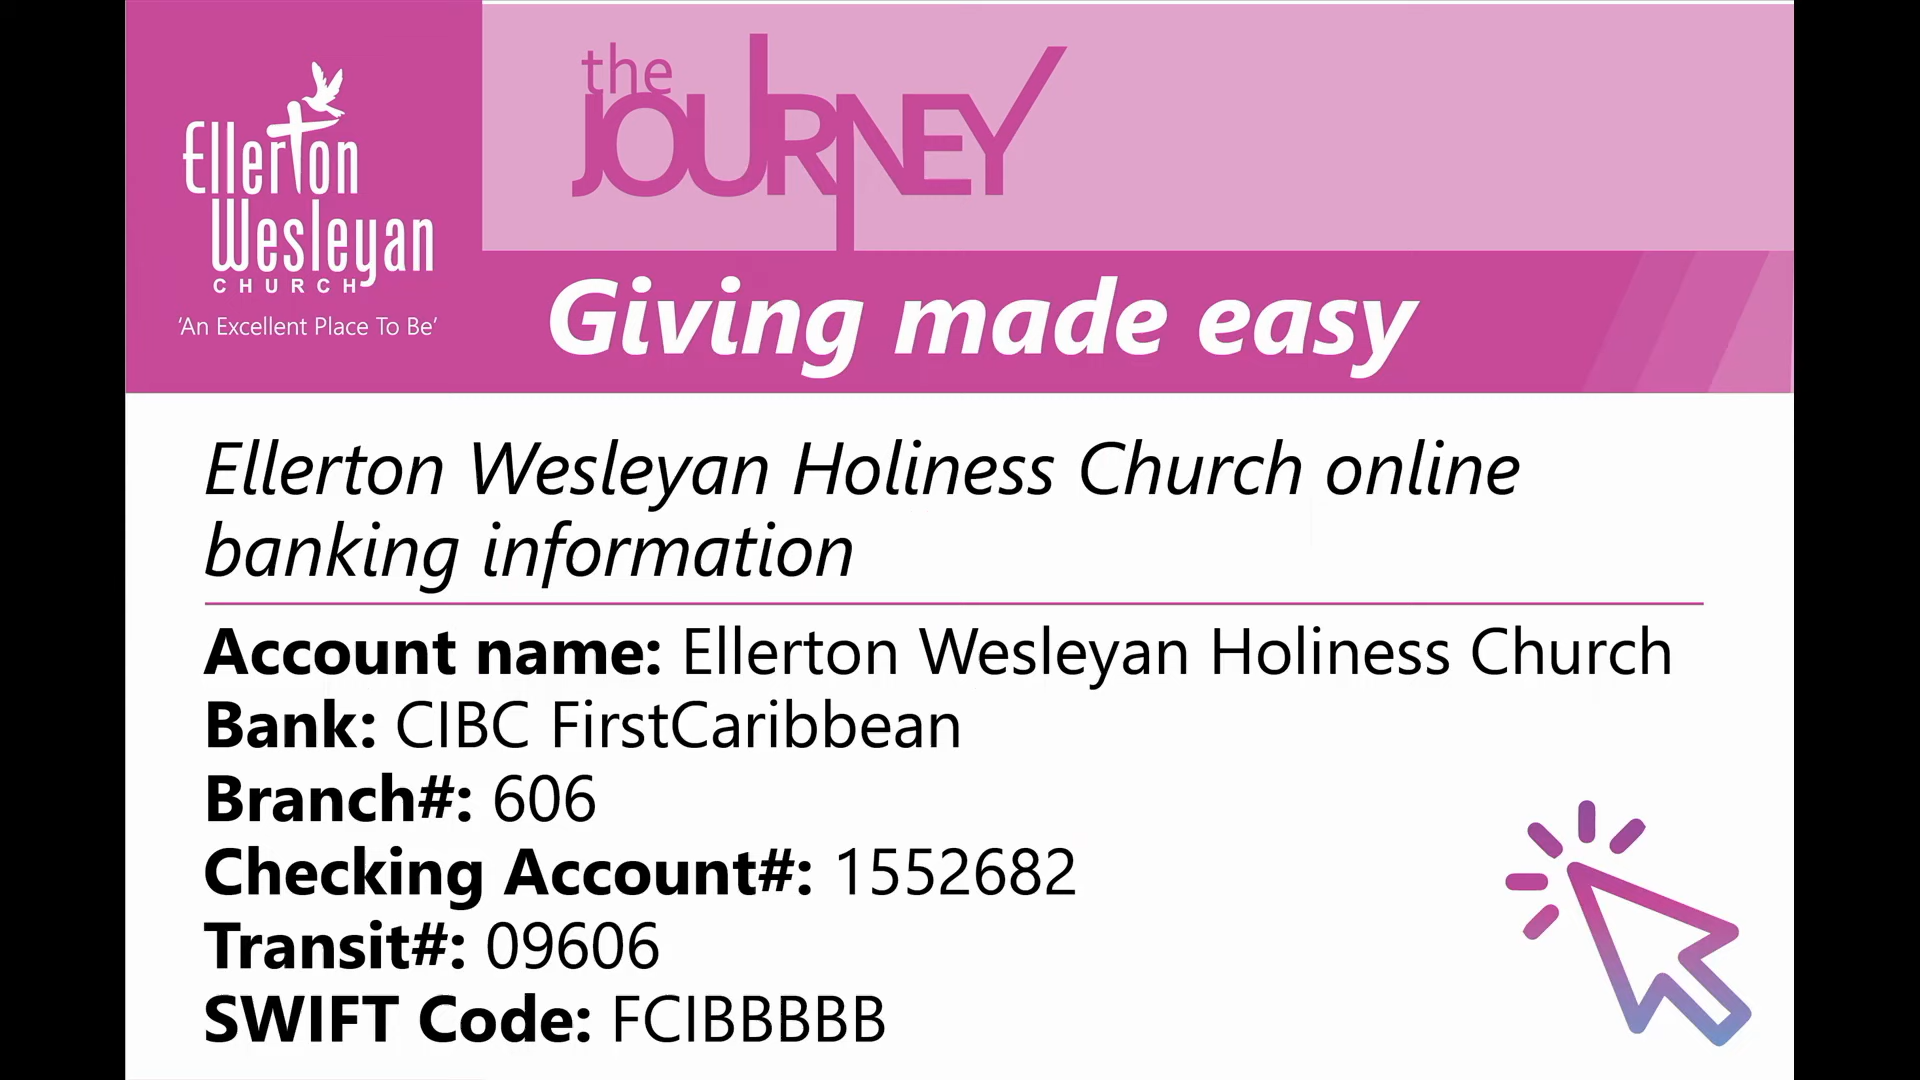 Ellerton
Wesleyan
CHURCH
'An Excellent Place To Be'
the
JOURNEY
Giving made easy
Ellerton Wesleyan Holiness Church online
banking information
Account name: Ellerton Wesleyan Holiness Church
Bank: CIBC FirstCaribbean
Branch#: 606
Checking Account#: 1552682
Transit#: 09606
SWIFT Code: FCIBBBBB